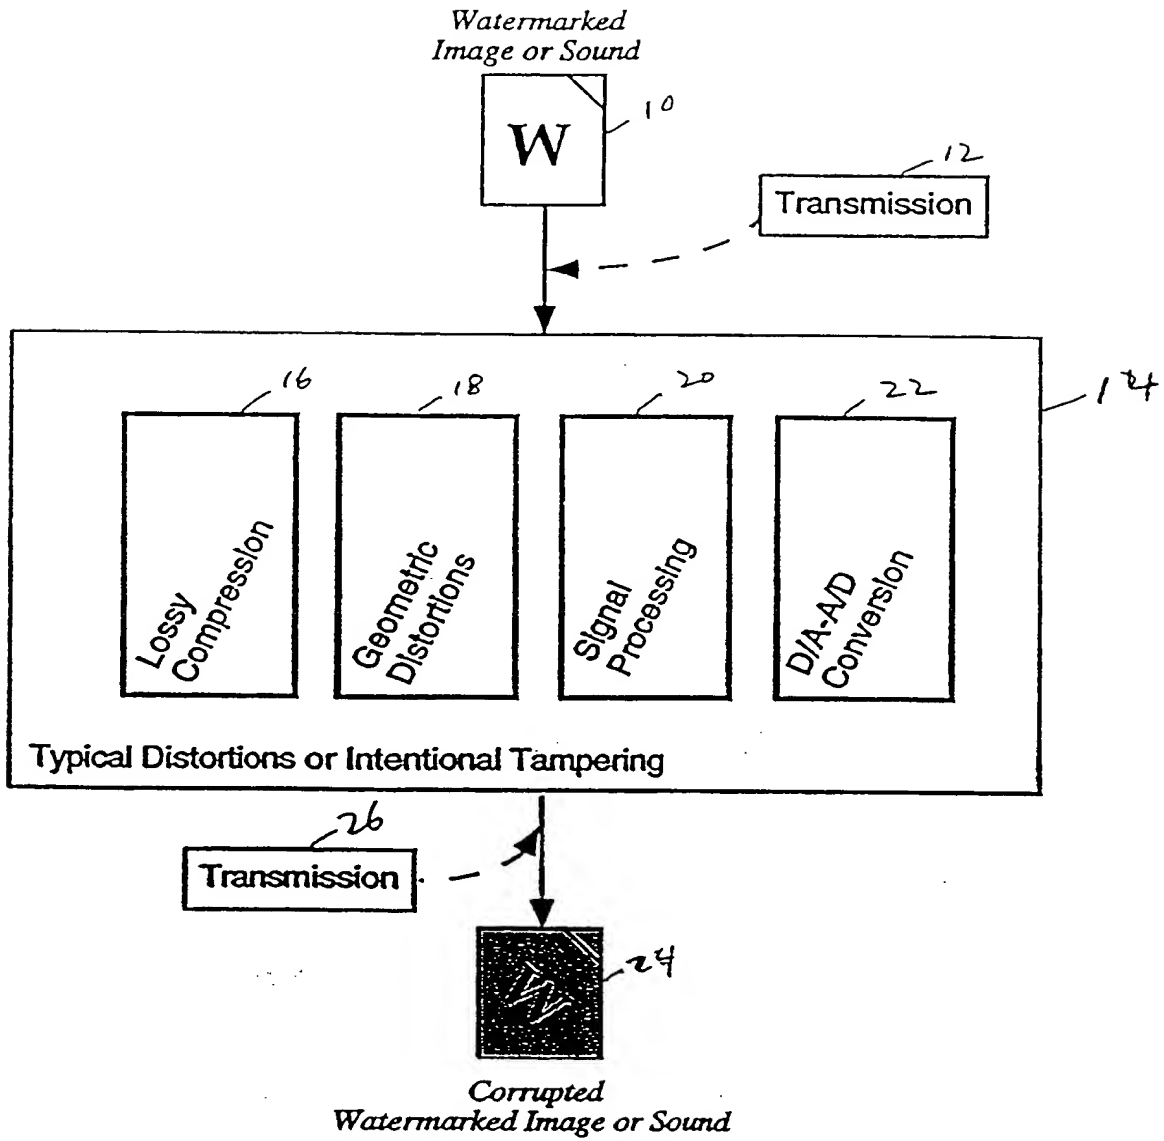 Watermarked
Image or Sound
10
W
12
Transmission
16
18
20
22
14
Lossy
Compression
Geometric
Distortions
Signal
Processing
D/A-A/D
Conversion
Typical Distortions or Intentional Tampering
26
Transmission
24
W
Corrupted
Watermarked Image or Sound